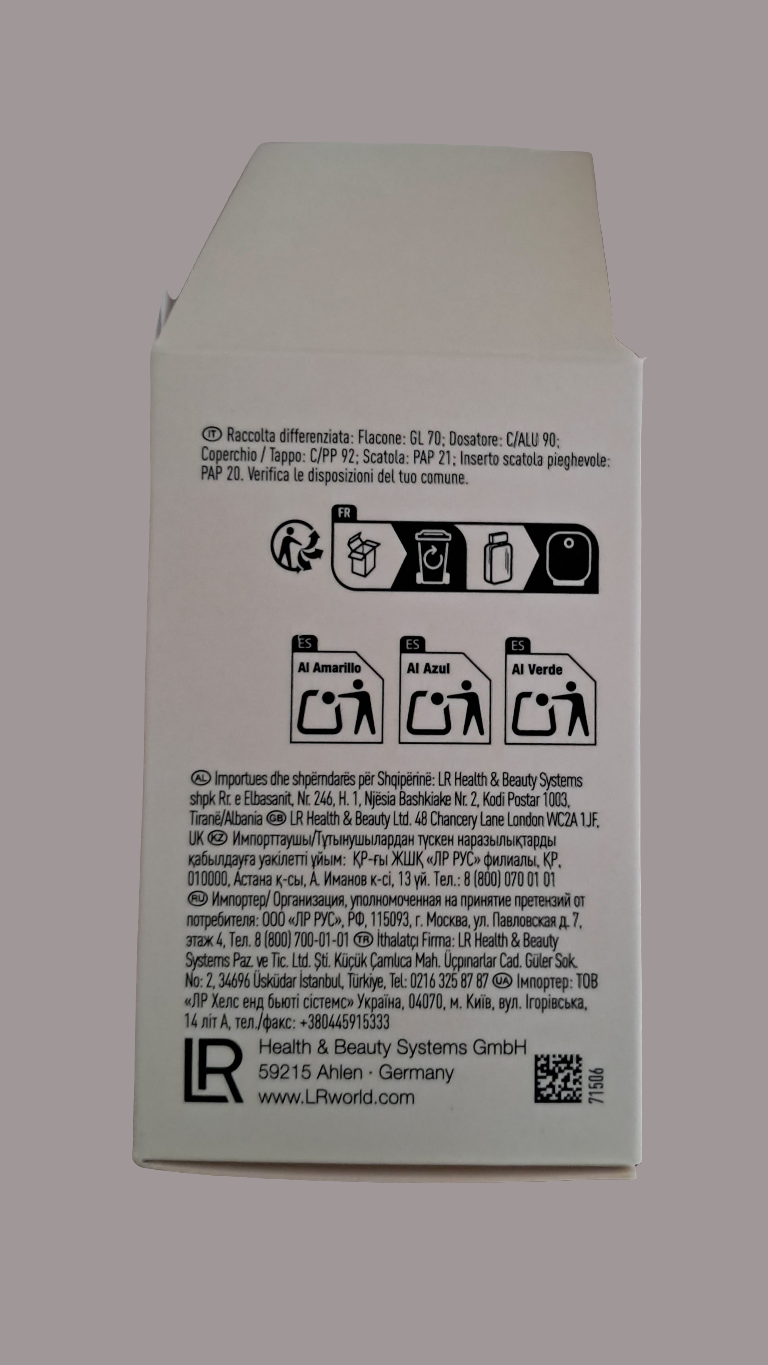 IT Raccolta differenziata: Flacone: GL 70; Dosatore: C/ALU 90;
Coperchio / Tappo: C/PP 92; Scatola: PAP 21; Inserto scatola pieghevole:
PAP 20. Verifica le disposizioni del tuo comune.
FR
ES ES ES
Al Amarillo Al Azul Al Verde
AL Importues dhe shpërndarës për Shqipërinë: LR Health & Beauty Systems
shpk Rr. e Elbasanit, Nr. 246, H. 1, Njësia Bashkiake Nr. 2, Kodi Postar 1003,
Tiranë/Albania GB LR Health & Beauty Ltd. 48 Chancery Lane London WC2A 1JF,
UK KZ Импорттаушы/Тұтынушылардан түскен наразылықтарды
қабылдауға уәкілетті ұйым: ҚР-ғы ЖШҚ «ЛР РУС» филиалы, ҚР,
010000, Астана қ-сы, А. Иманов к-сі, 13 үй. Тел.: 8 (800) 070 01 01
RU Импортер/ Организация, уполномоченная на принятие претензий от
потребителя: ООО «ЛР РУС», РФ, 115093, г. Москва, ул. Павловская д. 7,
этаж 4, Тел. 8 (800) 700-01-01 TR İthalatçı Firma: LR Health & Beauty
Systems Paz. ve Tic. Ltd. Şti. Küçük Çamlıca Mah. Üçpınarlar Cad. Güler Sok.
No: 2, 34696 Üsküdar İstanbul, Türkiye, Tel: 0216 325 87 87 UA Імпортер: ТОВ
«ЛР Хелс енд бьюті сістемс» Україна, 04070, м. Київ, вул. Ігорівська,
14 літ А, тел./факс: +380445915333
LR Health & Beauty Systems GmbH
59215 Ahlen · Germany
www.LRworld.com
71506